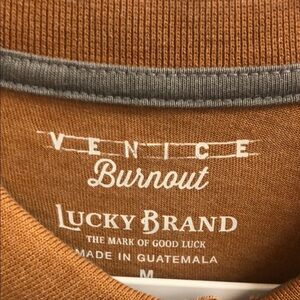 VENICE
Burnout
LUCKY BRAND
THE MARK OF GOOD LUCK
MADE IN GUATEMALA
M